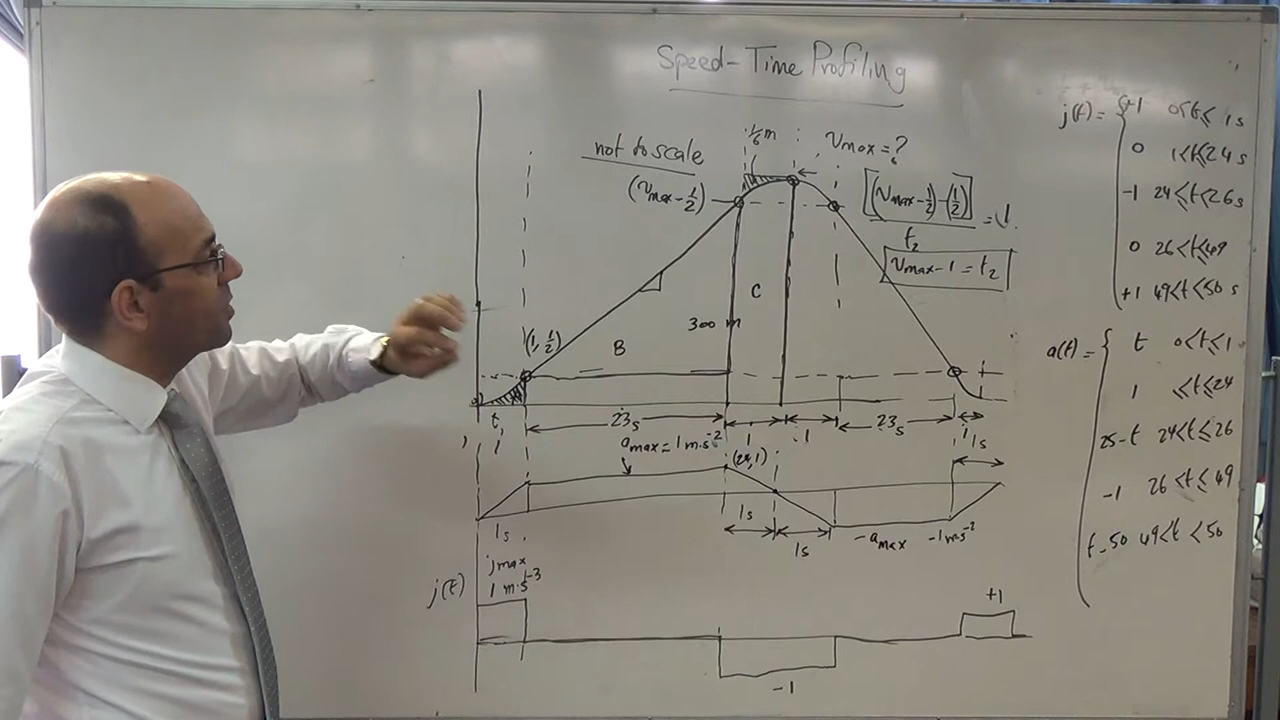 Speed-Time Profiling
not to scale
1/6 m
Vmax = ?
(Vmax - 1/2)
[(Vmax - 1/2) - (1/2)] / t2 = 1
Vmax - 1 = t2
(1, 1/2)
B
300 m
C
t1
23s
1
1
23s
1
1s
amax = 1 m.s-2
(24,1)
1s
1s
1s
-amax
-1 m.s-2
j(t)
jmax
1 m.s-3
-1
+1
j(t) = { +1 0≤t≤ 1s
0 1<t≤24s
-1 24≤t≤26s
0 26<t≤49
+1 49<t≤50s
a(t) = { t 0<t≤1
1 ≤t≤24
25-t 24<t≤26
-1 26<t≤49
t-50 49<t<50